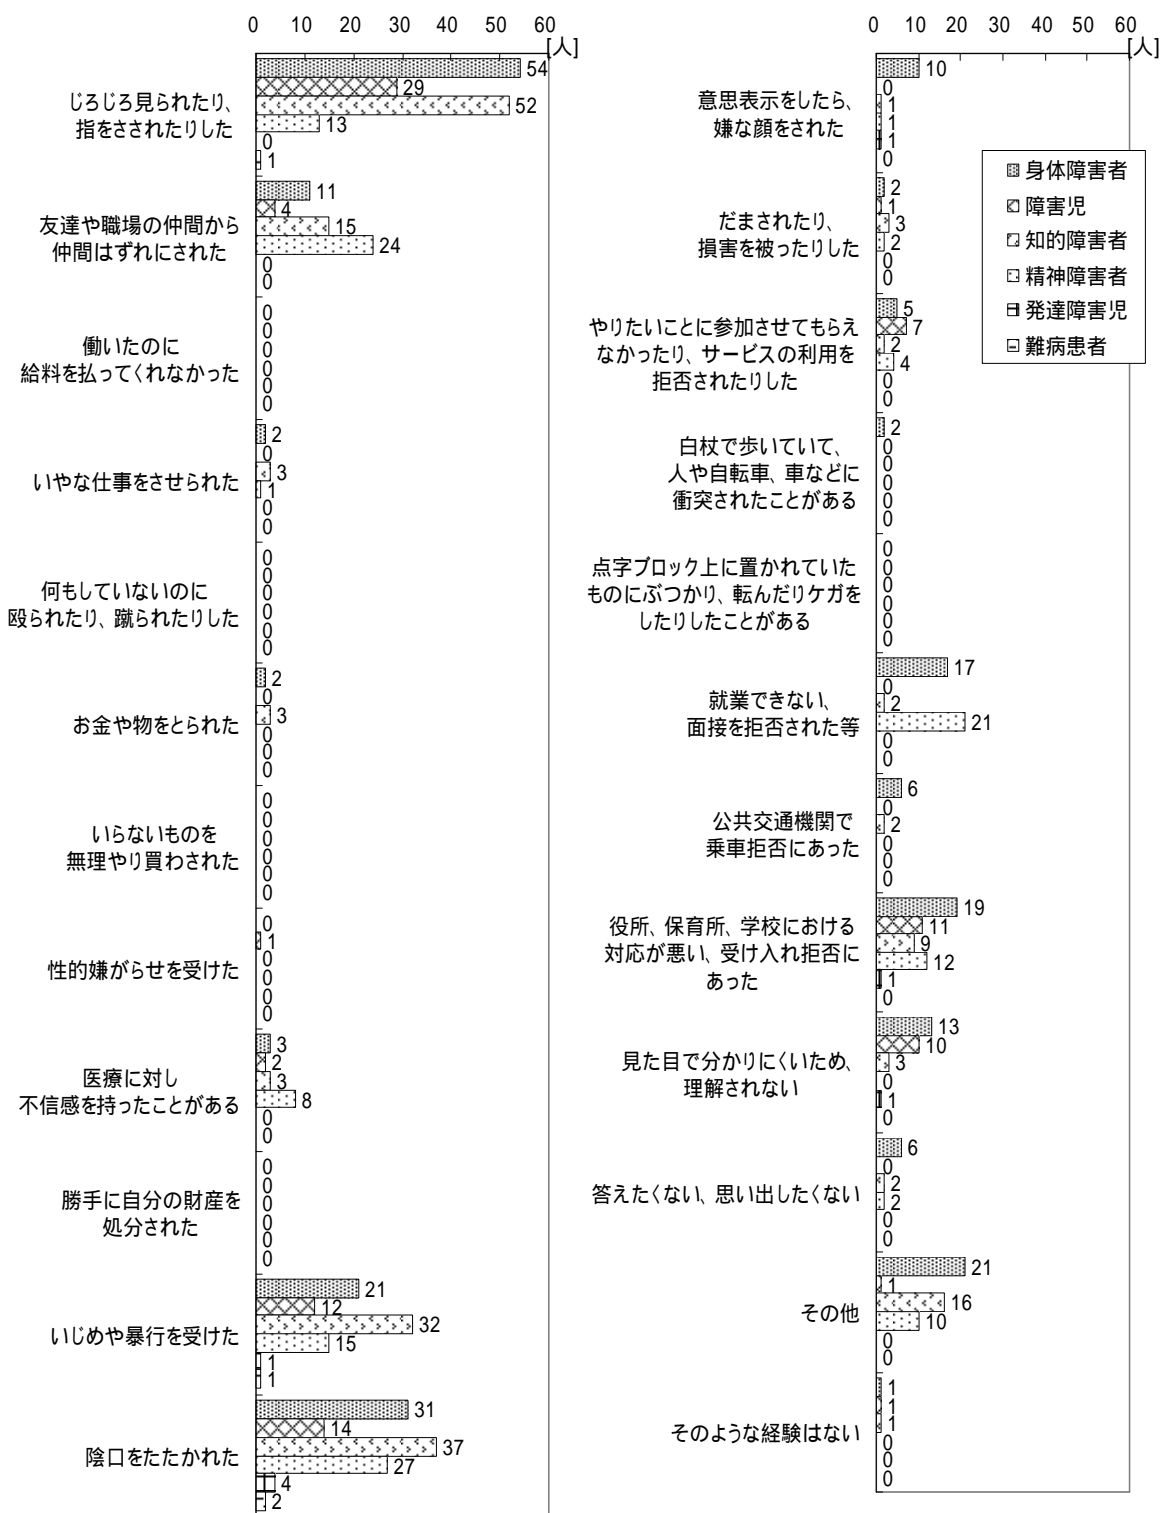 0 10 20 30 40 50 60
[人]
じろじろ見られたり、
指をさされたりした
54
29
52
13
0
1
友達や職場の仲間から
仲間はずれにされた
11
4
15
24
0
0
働いたのに
給料を払ってくれなかった
0
0
0
0
0
0
いやな仕事をさせられた
2
0
3
1
0
0
何もしていないのに
殴られたり、蹴られたりした
0
0
0
0
0
0
お金や物をとられた
2
0
3
0
0
0
いらないものを
無理やり買わされた
0
0
0
0
0
0
性的嫌がらせを受けた
0
1
0
0
0
0
医療に対し
不信感を持ったことがある
3
2
3
8
0
0
勝手に自分の財産を
処分された
0
0
0
0
0
0
いじめや暴行を受けた
21
12
32
15
1
1
陰口をたたかれた
31
14
37
27
4
2
0 10 20 30 40 50 60
[人]
意思表示をしたら、
嫌な顔をされた
10
0
1
1
1
0
身体障害者
障害児
知的障害者
精神障害者
発達障害児
難病患者
だまされたり、
損害を被ったりした
2
1
3
2
0
0
やりたいことに参加させてもらえ
なかったり、サービスの利用を
拒否されたりした
5
7
2
4
0
0
白杖で歩いていて、
人や自転車、車などに
衝突されたことがある
2
0
0
0
0
0
点字ブロック上に置かれていた
ものにぶつかり、転んだりケガを
したりしたことがある
0
0
0
0
0
0
就業できない、
面接を拒否された等
17
0
2
21
0
0
公共交通機関で
乗車拒否にあった
6
0
2
0
0
0
役所、保育所、学校における
対応が悪い、受け入れ拒否に
あった
19
11
9
12
1
0
見た目で分かりにくいため、
理解されない
13
10
3
0
1
0
答えたくない、思い出したくない
6
0
2
2
0
0
その他
21
1
16
10
0
0
そのような経験はない
1
1
1
0
0
0